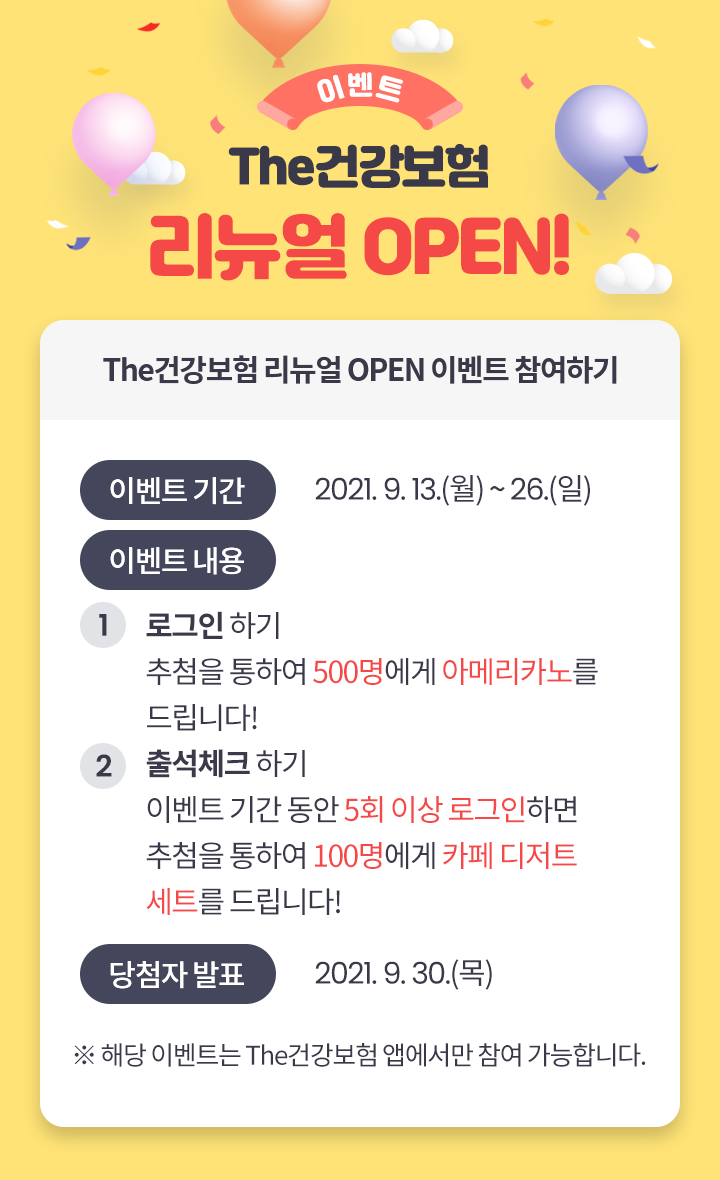 이벤트
The건강보험
리뉴얼 OPEN!
The건강보험 리뉴얼 OPEN 이벤트 참여하기
이벤트 기간 2021. 9. 13.(월) ~ 26.(일)
이벤트 내용
1 로그인 하기
추첨을 통하여 500명에게 아메리카노를
드립니다!
2 출석체크 하기
이벤트 기간 동안 5회 이상 로그인하면
추첨을 통하여 100명에게 카페 디저트
세트를 드립니다!
당첨자 발표 2021. 9. 30.(목)
※ 해당 이벤트는 The건강보험 앱에서만 참여 가능합니다.